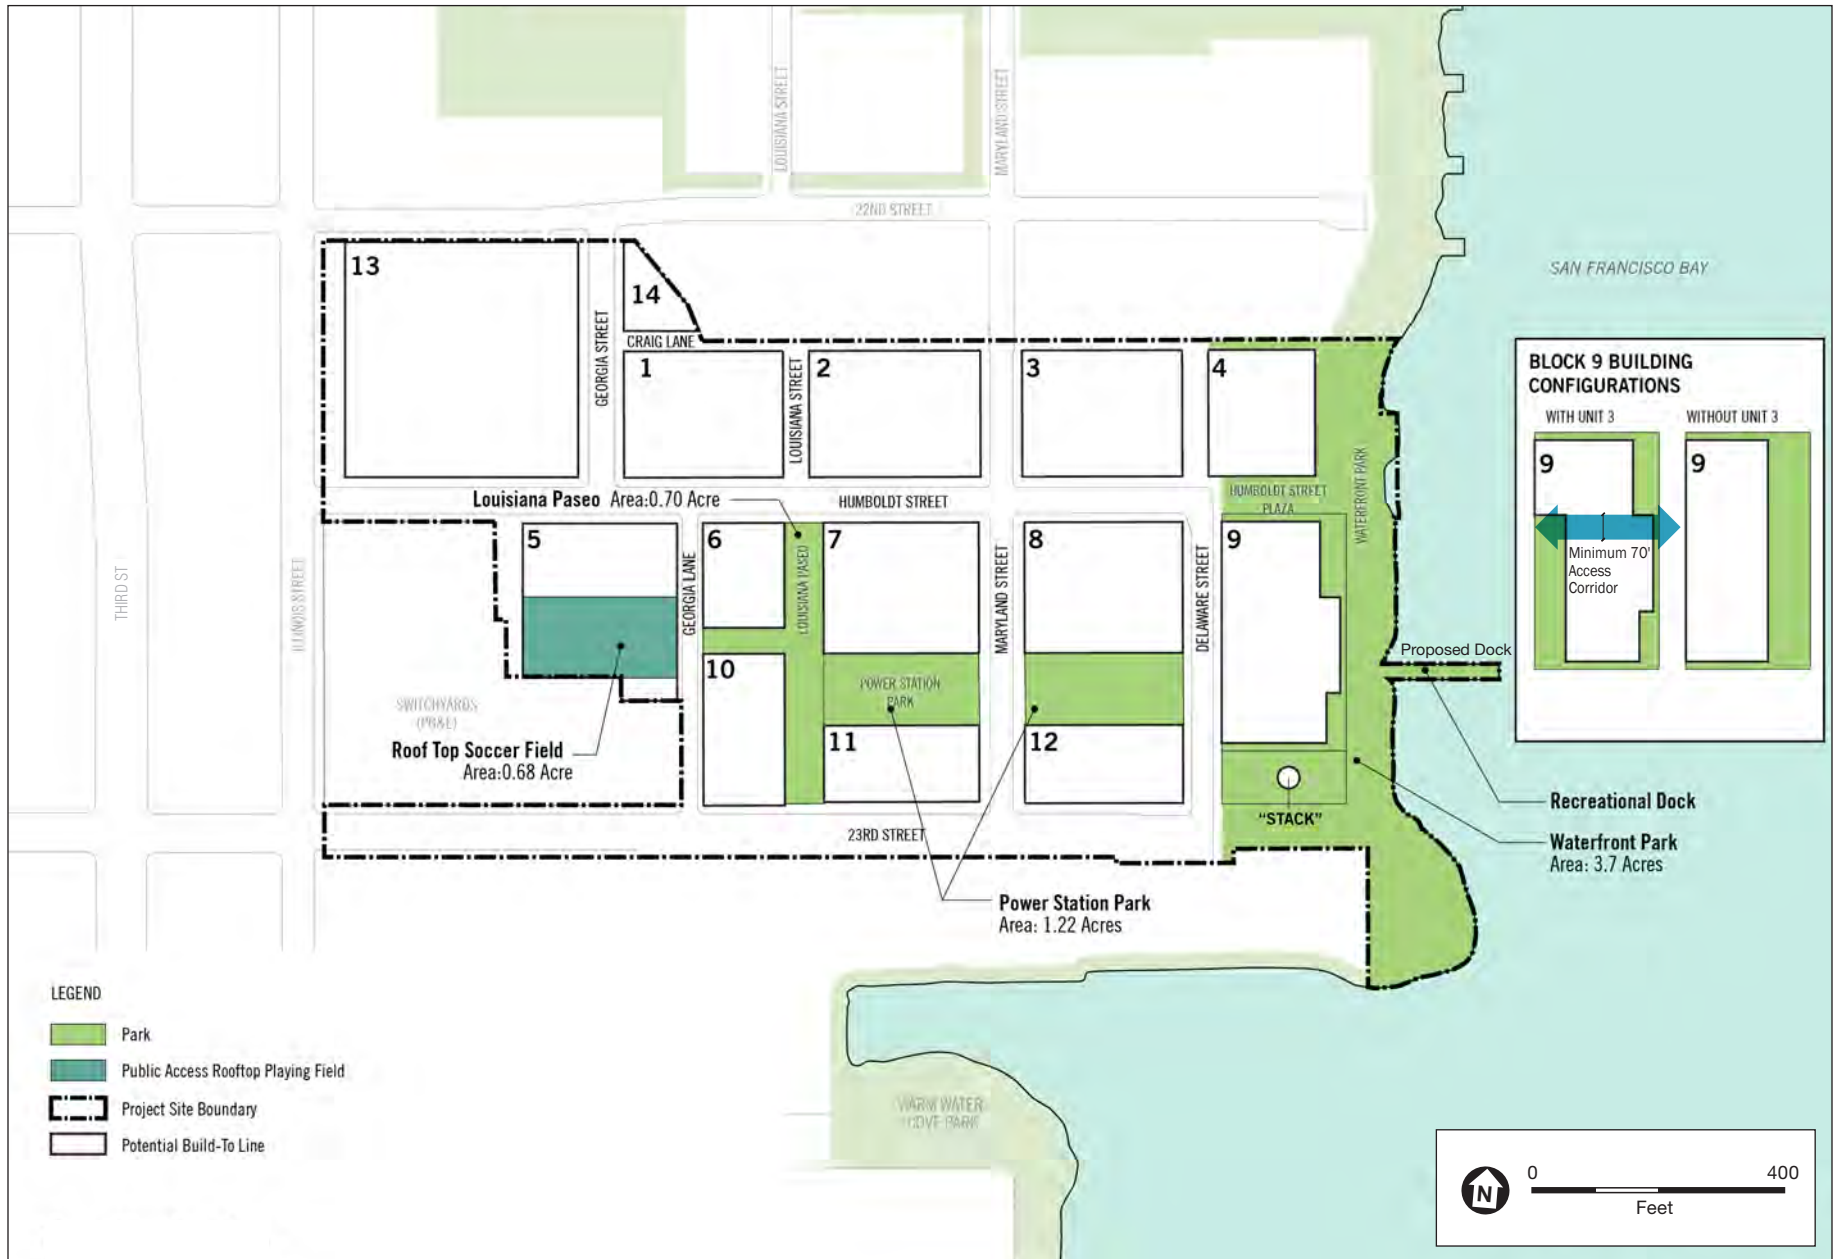 LOUISIANA STREET
MARYLAND STREET
22ND STREET
SAN FRANCISCO BAY
13
14
GEORGIA STREET
CRAIG LANE
1
LOUISIANA STREET
2
3
4
BLOCK 9 BUILDING
CONFIGURATIONS
WITH UNIT 3
WITHOUT UNIT 3
9
9
Minimum 70'
Access
Corridor
Louisiana Paseo Area:0.70 Acre
HUMBOLDT STREET
HUMBOLDT STREET
PLAZA
WATERFRONT PARK
THIRD ST
ILLINOIS STREET
5
GEORGIA LANE
6
LOUISIANA PASEO
7
MARYLAND STREET
8
DELAWARE STREET
9
Proposed Dock
10
POWER STATION
PARK
SWITCHYARDS
(PG&E)
Roof Top Soccer Field
Area:0.68 Acre
11
12
"STACK"
23RD STREET
Recreational Dock
Waterfront Park
Area: 3.7 Acres
Power Station Park
Area: 1.22 Acres
LEGEND
Park
Public Access Rooftop Playing Field
Project Site Boundary
Potential Build-To Line
WARM WATER
COVE PARK
N
0 400
Feet